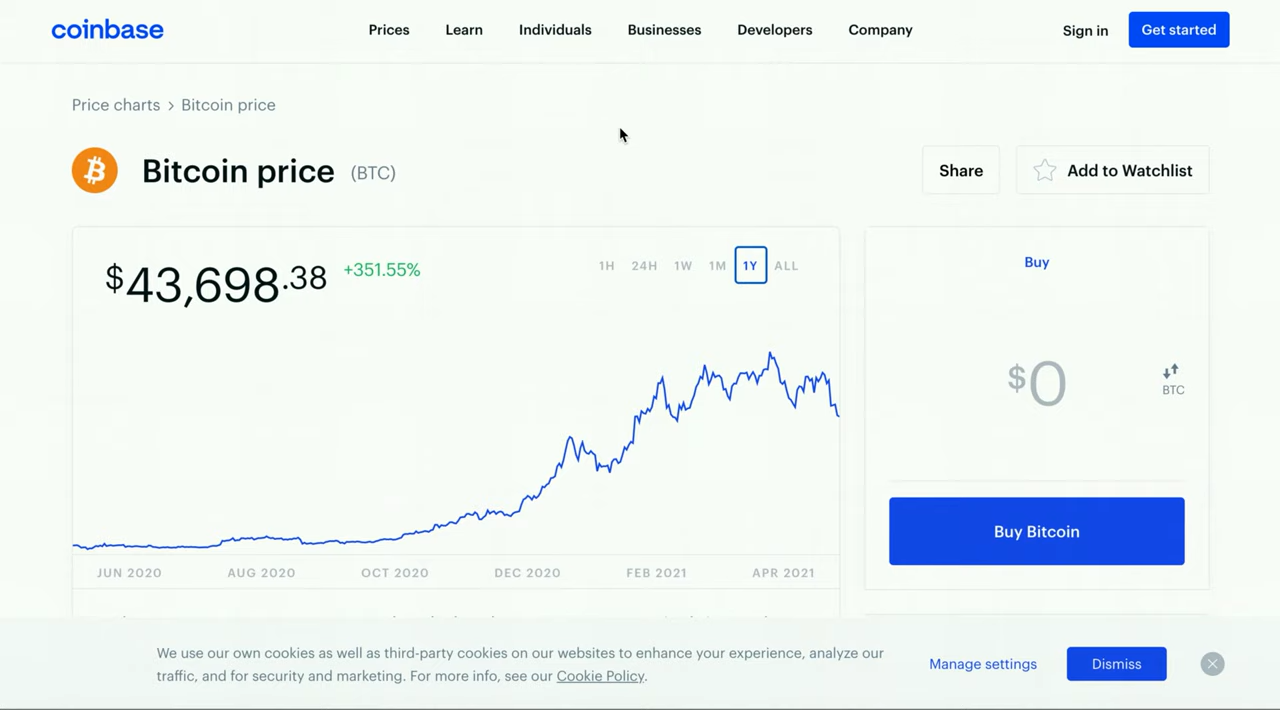 coinbase
Prices Learn Individuals Businesses Developers Company
Sign in Get started
Price charts > Bitcoin price
Bitcoin price (BTC)
Share Add to Watchlist
$43,698.38 +351.55%
1H 24H 1W 1M 1Y ALL
Buy
$0
BTC
Buy Bitcoin
JUN 2020 AUG 2020 OCT 2020 DEC 2020 FEB 2021 APR 2021
We use our own cookies as well as third-party cookies on our websites to enhance your experience, analyze our
traffic, and for security and marketing. For more info, see our Cookie Policy.
Manage settings Dismiss